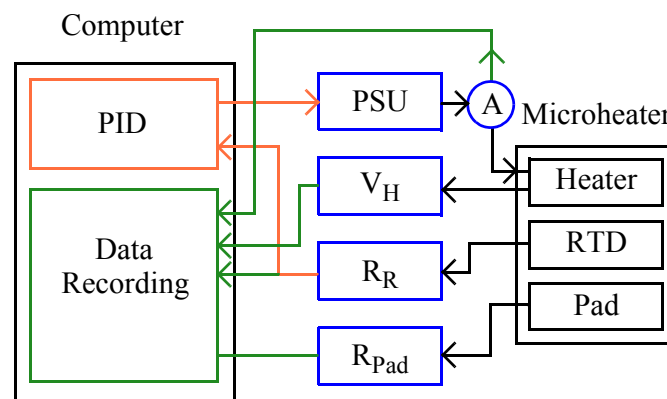 Computer
PID
PSU
A
Microheater
V_H
Heater
Data
Recording
R_R
RTD
Pad
R_Pad